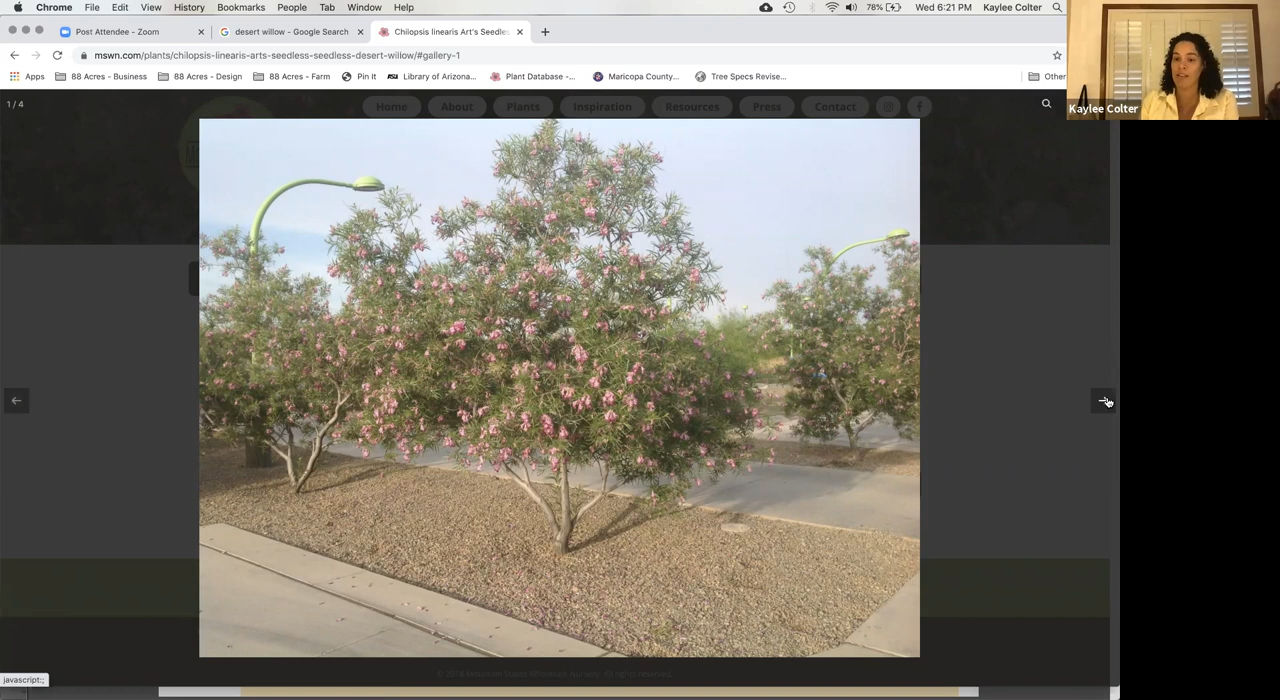 Chrome File Edit View History Bookmarks People Tab Window Help 78% Wed 6:21 PM Kaylee Colter
Post Attendee - Zoom desert willow - Google Search Chilopsis linearis Art's Seedles
mswn.com/plants/chilopsis-linearis-arts-seedless-seedless-desert-willow/#gallery-1
Apps 88 Acres - Business 88 Acres - Design 88 Acres - Farm Pin It ASU Library of Arizona... Plant Database -... Maricopa County... Tree Specs Revise... Other
1 / 4
Home About Plants Inspiration Resources Press Contact
Kaylee Colter
javascript:;